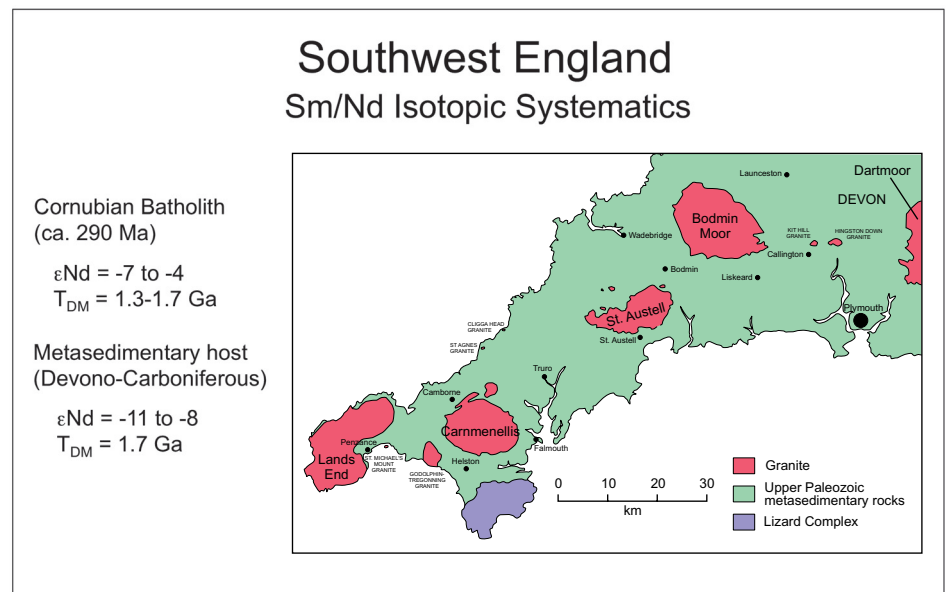 Southwest England
Sm/Nd Isotopic Systematics
Cornubian Batholith
(ca. 290 Ma)
εNd = -7 to -4
TDM = 1.3-1.7 Ga
Metasedimentary host
(Devono-Carboniferous)
εNd = -11 to -8
TDM = 1.7 Ga
Launceston
Dartmoor
DEVON
Bodmin
Moor
KIT HILL
GRANITE
HINGSTON DOWN
GRANITE
Wadebridge
Callington
Bodmin
Liskeard
Plymouth
St. Austell
St. Austell
CLIGGA HEAD
GRANITE
ST AGNES
GRANITE
Truro
Camborne
Carnmenellis
Penzance
Falmouth
Lands
End
ST. MICHAEL'S
MOUNT
GRANITE
Helston
GODOLPHIN-
TREGONNING
GRANITE
0 10 20 30
km
Granite
Upper Paleozoic
metasedimentary rocks
Lizard Complex